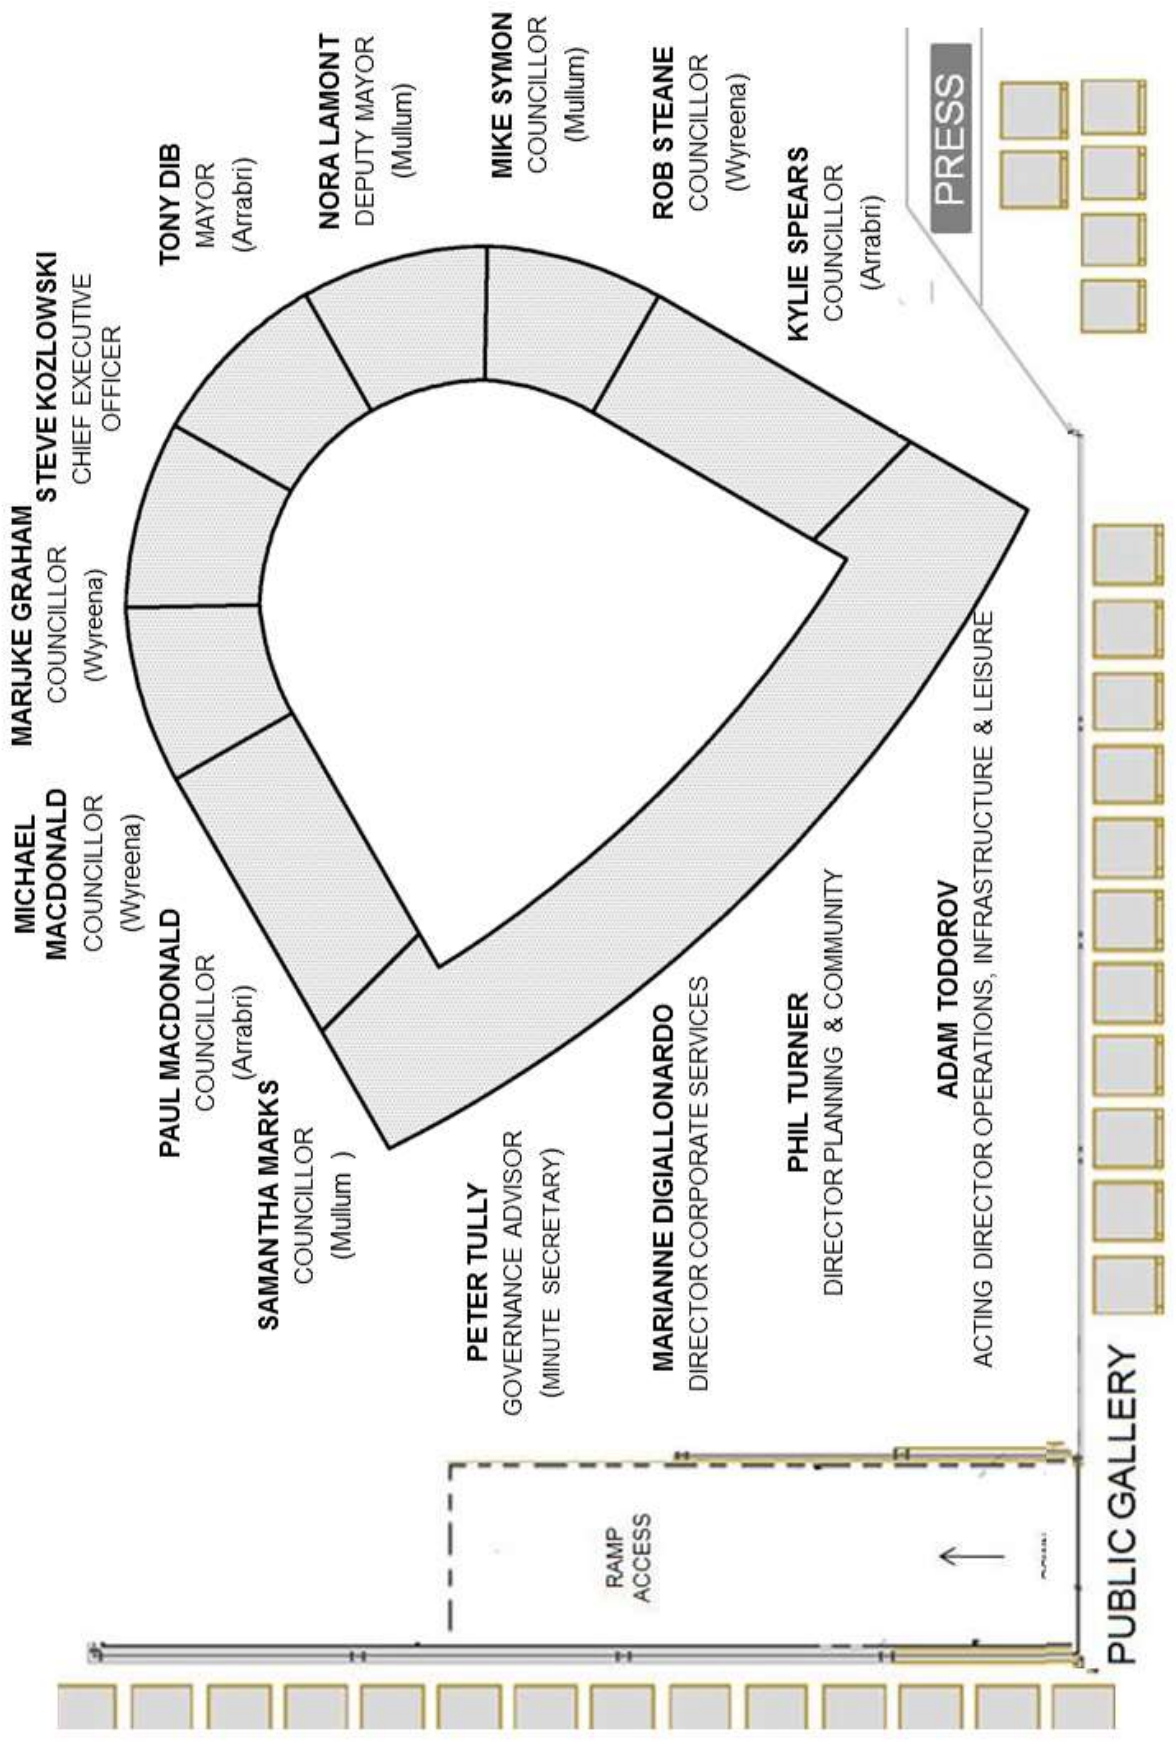 MICHAEL
MACDONALD
COUNCILLOR
(Wyreena)
MARIJKE GRAHAM
COUNCILLOR
(Wyreena)
STEVE KOZLOWSKI
CHIEF EXECUTIVE
OFFICER
TONY DIB
MAYOR
(Arrabri)
NORA LAMONT
DEPUTY MAYOR
(Mullum)
MIKE SYMON
COUNCILLOR
(Mullum)
ROB STEANE
COUNCILLOR
(Wyreena)
KYLIE SPEARS
COUNCILLOR
(Arrabri)
PRESS
PAUL MACDONALD
COUNCILLOR
(Arrabri)
SAMANTHA MARKS
COUNCILLOR
(Mullum )
PETER TULLY
GOVERNANCE ADVISOR
(MINUTE SECRETARY)
MARIANNE DIGIALLONARDO
DIRECTOR CORPORATE SERVICES
PHIL TURNER
DIRECTOR PLANNING & COMMUNITY
ADAM TODOROV
ACTING DIRECTOR OPERATIONS, INFRASTRUCTURE & LEISURE
RAMP
ACCESS
PUBLIC GALLERY